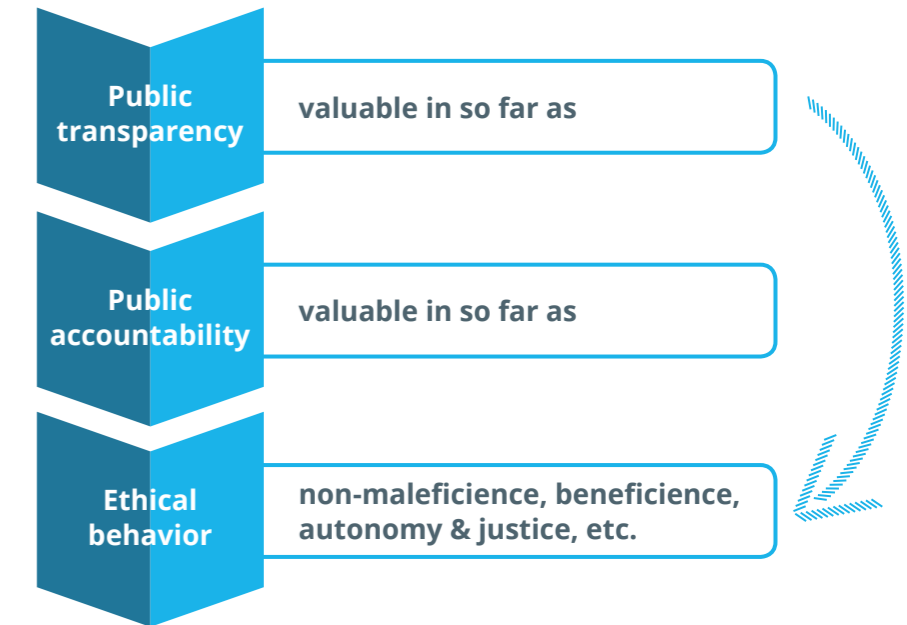 Public
transparency
valuable in so far as
Public
accountability
valuable in so far as
Ethical
behavior
non-maleficience, beneficience,
autonomy & justice, etc.